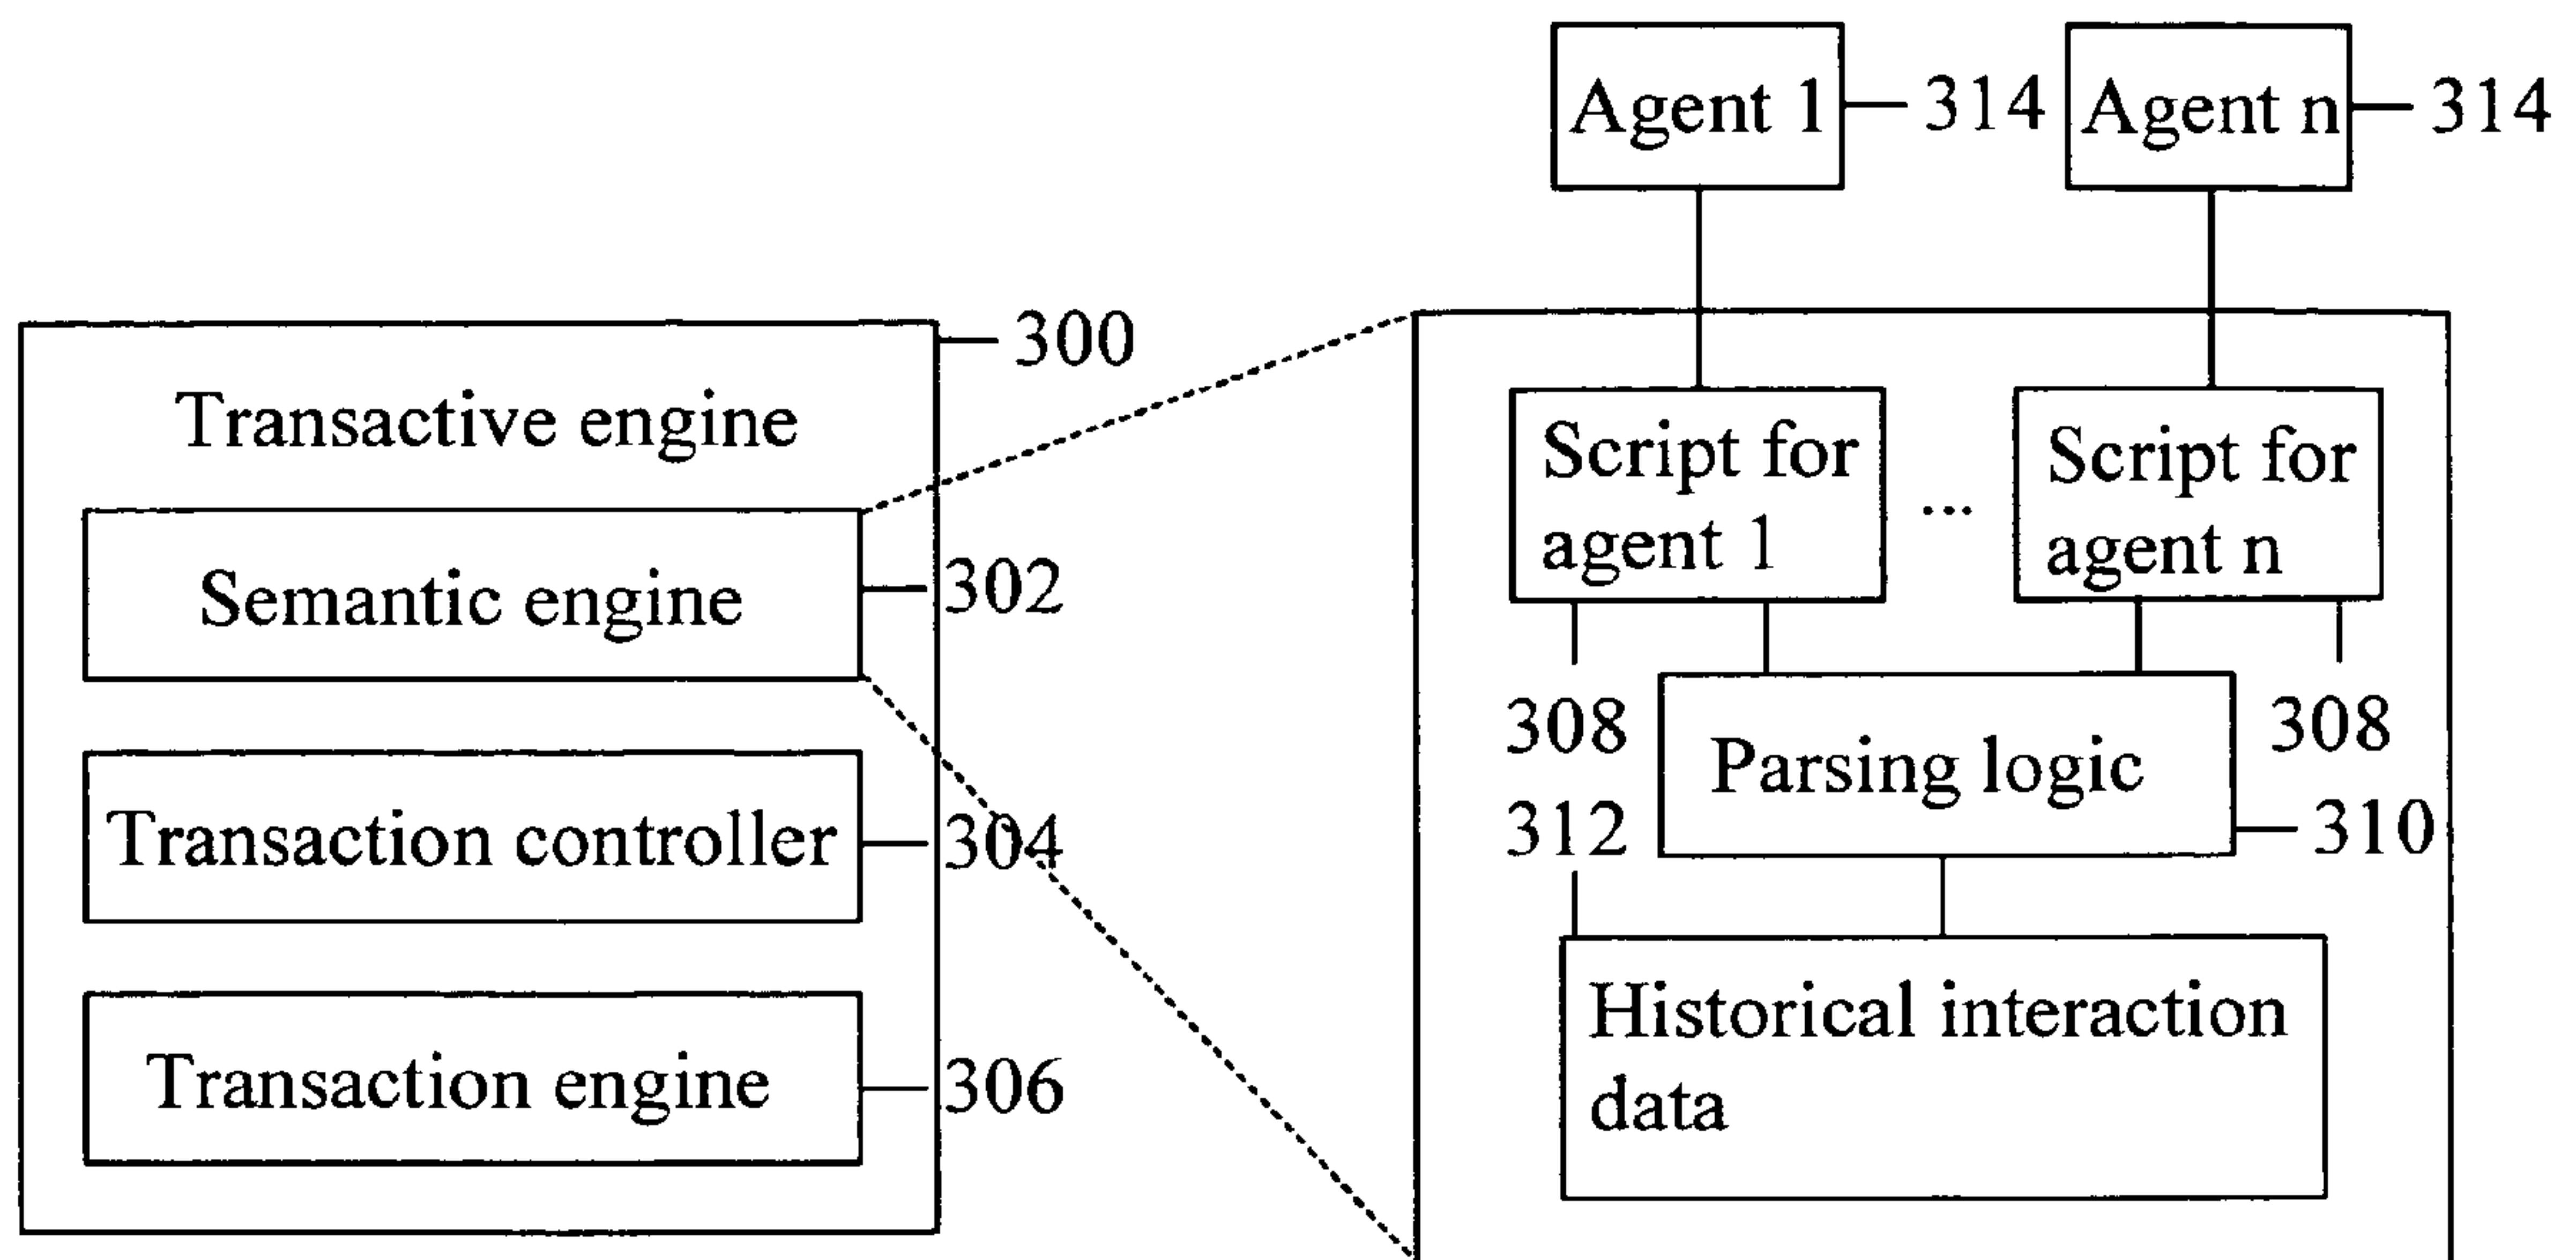 Agent 1
314
Agent n
314
300
Transactive engine
Semantic engine
302
Transaction controller
304
Transaction engine
306
Script for
agent 1
...
Script for
agent n
308
308
Parsing logic
310
312
Historical interaction
data